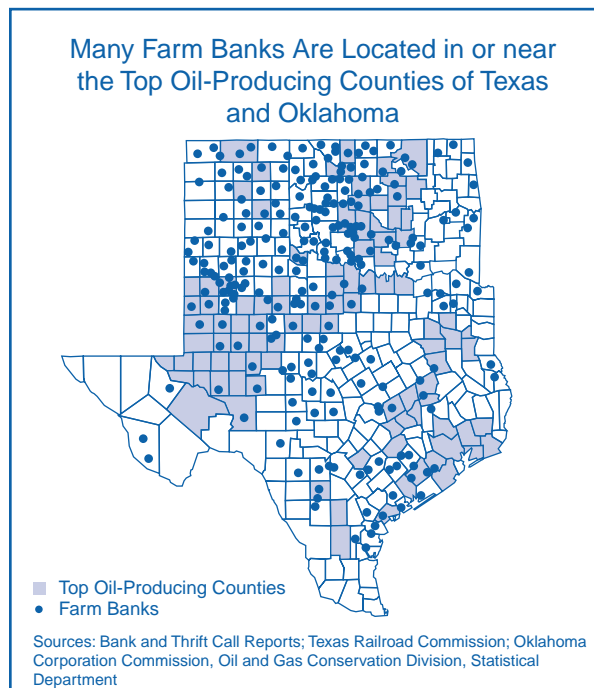 Many Farm Banks Are Located in or near
the Top Oil-Producing Counties of Texas
and Oklahoma
Top Oil-Producing Counties
Farm Banks
Sources: Bank and Thrift Call Reports; Texas Railroad Commission; Oklahoma
Corporation Commission, Oil and Gas Conservation Division, Statistical
Department